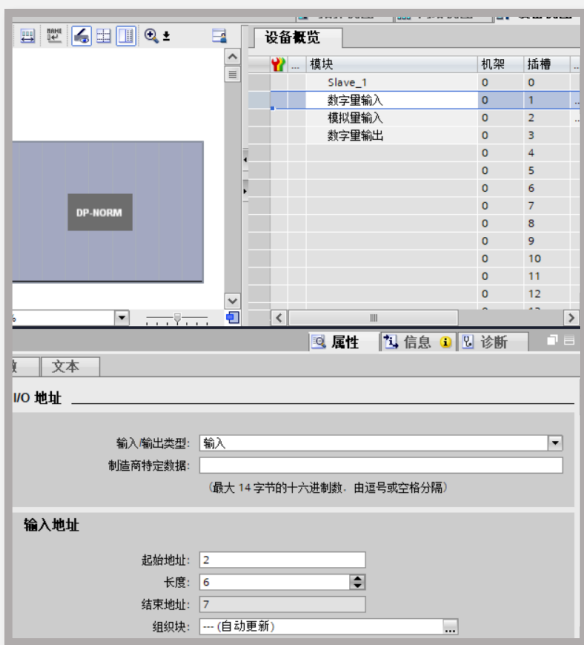 设备概览
... 模块 机架 插槽 ...
Slave_1 0 0
数字量输入 0 1 ...
模拟量输入 0 2 ...
数字量输出 0 3
0 4
0 5
0 6
0 7
0 8
0 9
0 10
0 11
0 12
DP-NORM
属性 信息 诊断
文本
I/O 地址
输入/输出类型: 输入
制造商特定数据:
(最大 14 字节的十六进制数. 由逗号或空格分隔)
输入地址
起始地址: 2
长度: 6
结束地址: 7
组织块: --- (自动更新) ...